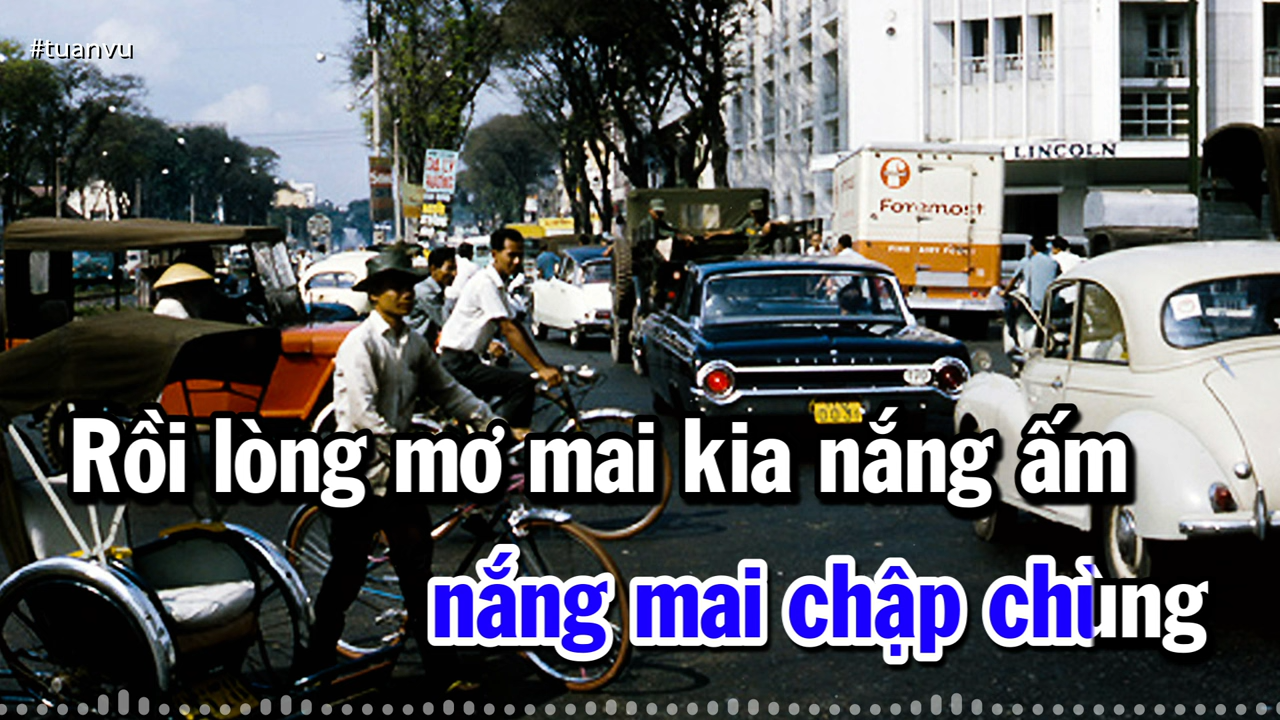 #tuanvu
LINCOLN
Foremost
Rồi lòng mơ mai kia nắng ấm
nắng mai chập chùng